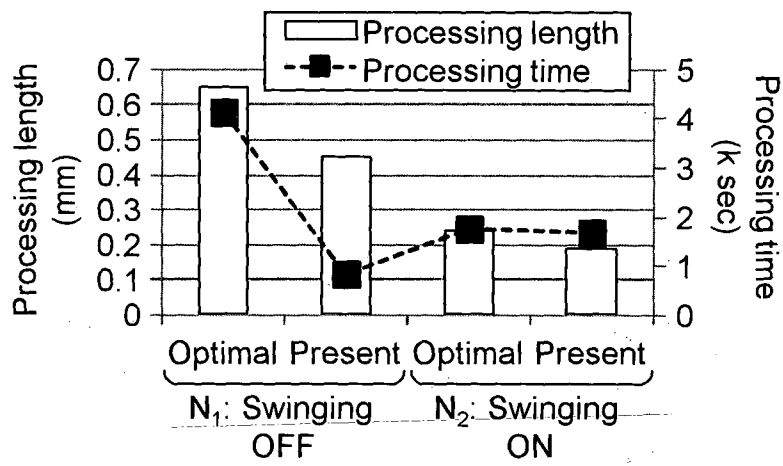 Processing length
Processing time
Processing length
(mm)
0.7
0.6
0.5
0.4
0.3
0.2
0.1
0
5
4
3
2
1
0
Processing time
(k sec)
Optimal Present Optimal Present
N₁: Swinging
OFF
N₂: Swinging
ON